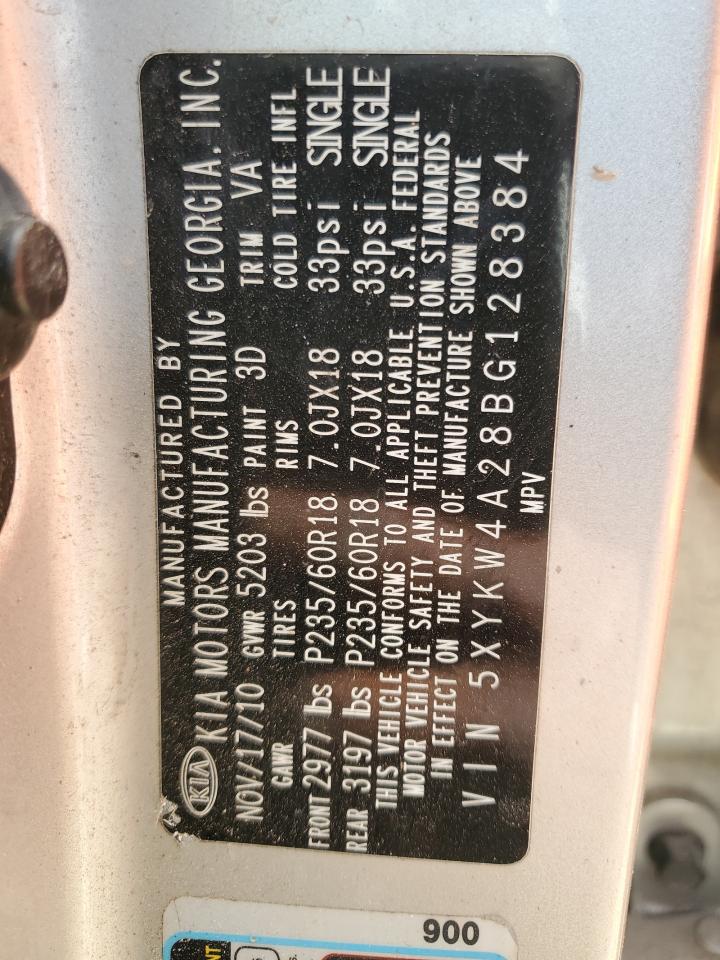 MANUFACTURED BY
KIA KIA MOTORS MANUFACTURING GEORGIA. INC.
NOV/17/10 GVWR 5203 lbs PAINT 3D TRIM VA
GAWR TIRES RIMS COLD TIRE INFL
FRONT 2977 lbs P235/60R18 7.0JX18 33psi SINGLE
REAR 3197 lbs P235/60R18 7.0JX18 33psi SINGLE
THIS VEHICLE CONFORMS TO ALL APPLICABLE U.S.A. FEDERAL
MOTOR VEHICLE SAFETY AND THEFT PREVENTION STANDARDS
IN EFFECT ON THE DATE OF MANUFACTURE SHOWN ABOVE
VIN 5XYKW4A28BG128384
MPV
900